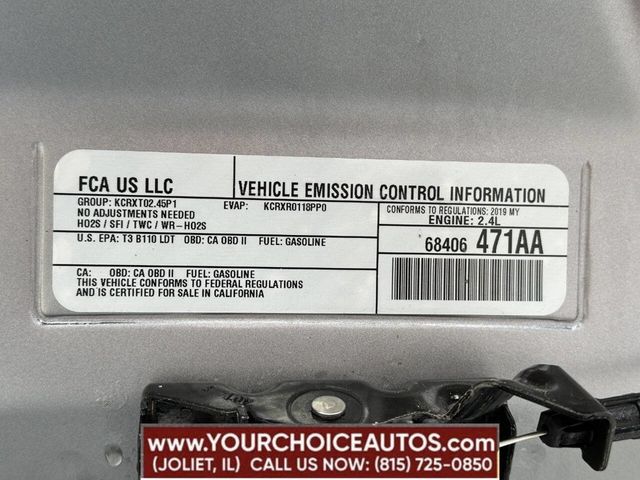 FCA US LLC
VEHICLE EMISSION CONTROL INFORMATION
GROUP: KCRXT02.45P1
EVAP: KCRXR0118PP0
NO ADJUSTMENTS NEEDED
HO2S / SFI / TWC / WR-HO2S
CONFORMS TO REGULATIONS: 2019 MY
ENGINE: 2.4L
U.S. EPA: T3 B110 LDT OBD: CA OBD II FUEL: GASOLINE
68406 471AA
CA: OBD: CA OBD II FUEL: GASOLINE
THIS VEHICLE CONFORMS TO FEDERAL REGULATIONS
AND IS CERTIFIED FOR SALE IN CALIFORNIA
WWW.YOURCHOICEAUTOS.COM
(JOLIET, IL) CALL US NOW: (815) 725-0850